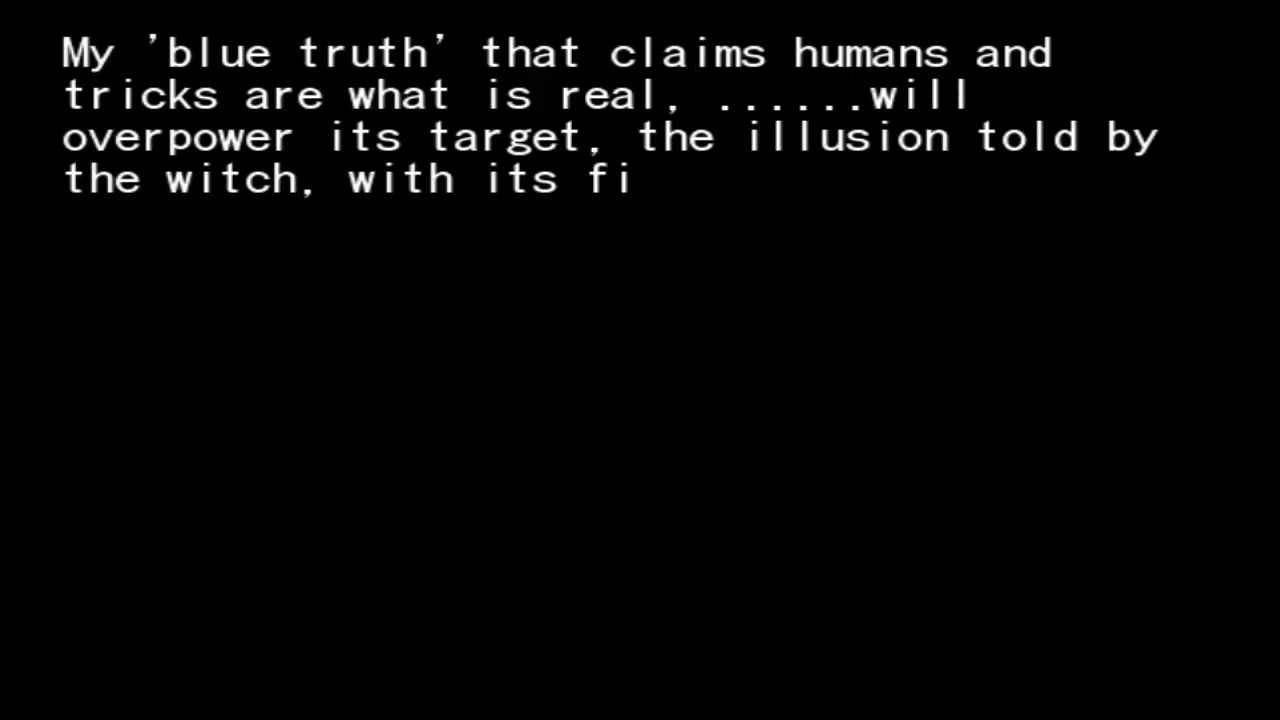 My 'blue truth' that claims humans and
tricks are what is real, ......will
overpower its target, the illusion told by
the witch, with its fi